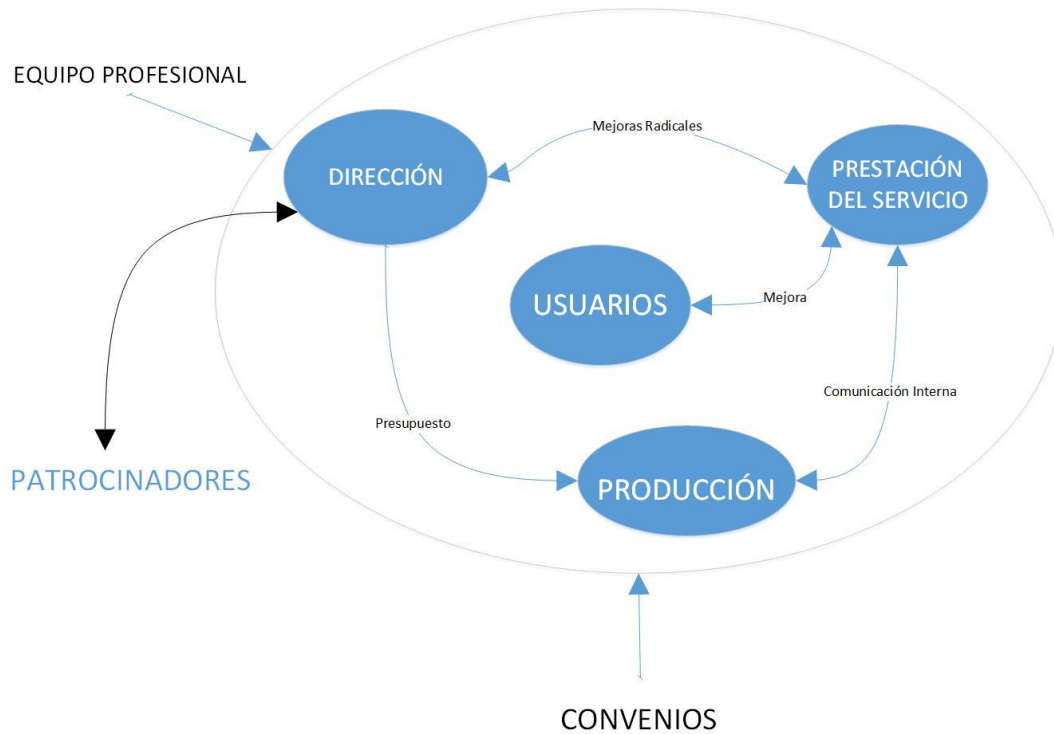 EQUIPO PROFESIONAL
Mejoras Radicales
DIRECCIÓN
PRESTACIÓN
DEL SERVICIO
USUARIOS
Mejora
Comunicación Interna
Presupuesto
PATROCINADORES
PRODUCCIÓN
CONVENIOS